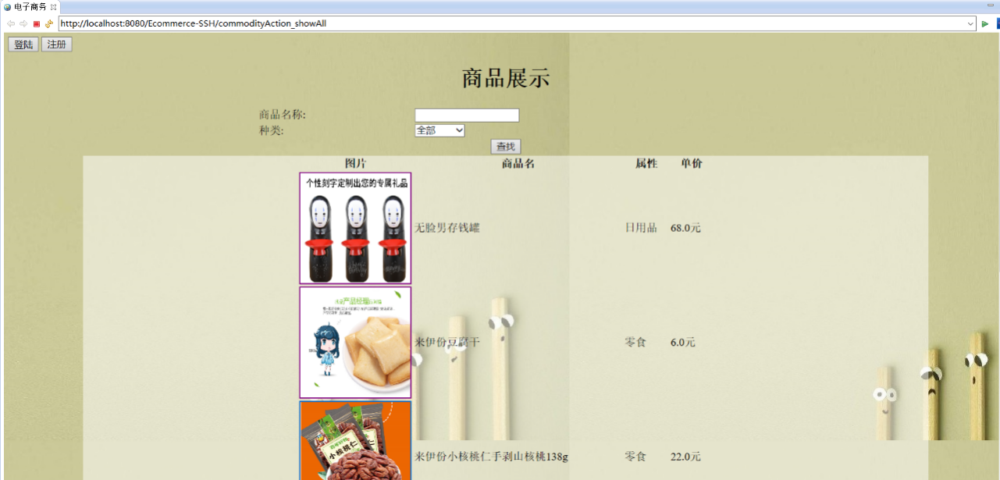 电子商务
http://localhost:8080/Ecommerce-SSH/commodityAction_showAll
登陆 注册
商品展示
商品名称:
种类: 全部
查找
图片 商品名 属性 单价
个性刻字定制出您的专属礼品
无脸男存钱罐 日用品 68.0元
产品经理
来伊份豆腐干 零食 6.0元
小核桃仁
来伊份小核桃仁手剥山核桃138g 零食 22.0元